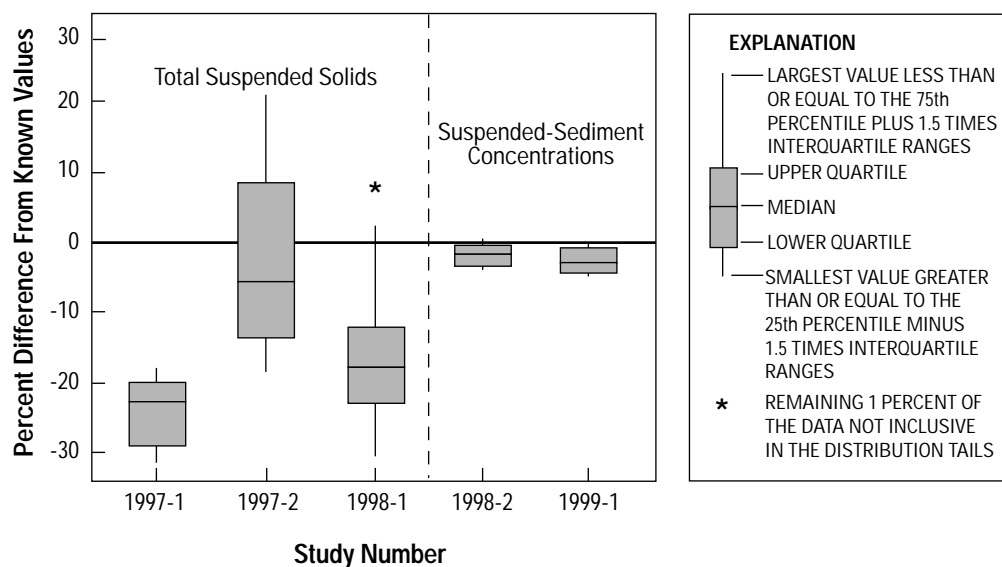 Percent Difference From Known Values
30
20
10
0
-10
-20
-30
Total Suspended Solids
Suspended-Sediment
Concentrations
*
1997-1
1997-2
1998-1
1998-2
1999-1
Study Number
EXPLANATION
LARGEST VALUE LESS THAN
OR EQUAL TO THE 75th
PERCENTILE PLUS 1.5 TIMES
INTERQUARTILE RANGES
UPPER QUARTILE
MEDIAN
LOWER QUARTILE
SMALLEST VALUE GREATER
THAN OR EQUAL TO THE
25th PERCENTILE MINUS
1.5 TIMES INTERQUARTILE
RANGES
* REMAINING 1 PERCENT OF
THE DATA NOT INCLUSIVE
IN THE DISTRIBUTION TAILS